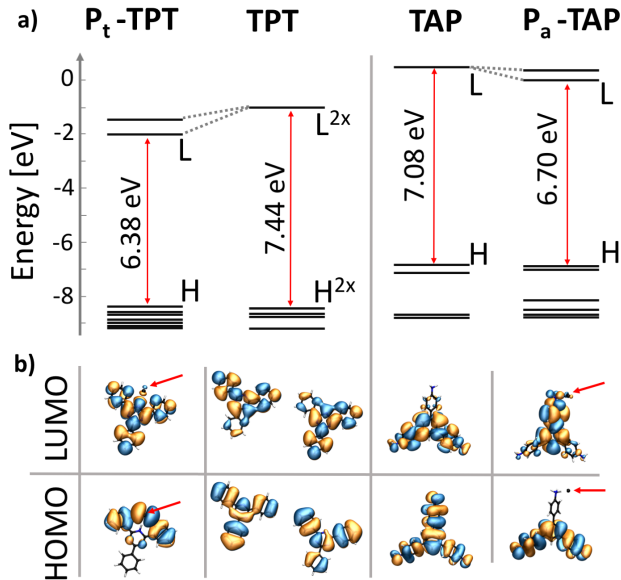 a) Pt-TPT TPT TAP Pa-TAP
Energy [eV]
0
-2
-4
-6
-8
L
6.38 eV
H
L2x
7.44 eV
H2x
L
7.08 eV
H
L
6.70 eV
H
b)
LUMO
HOMO